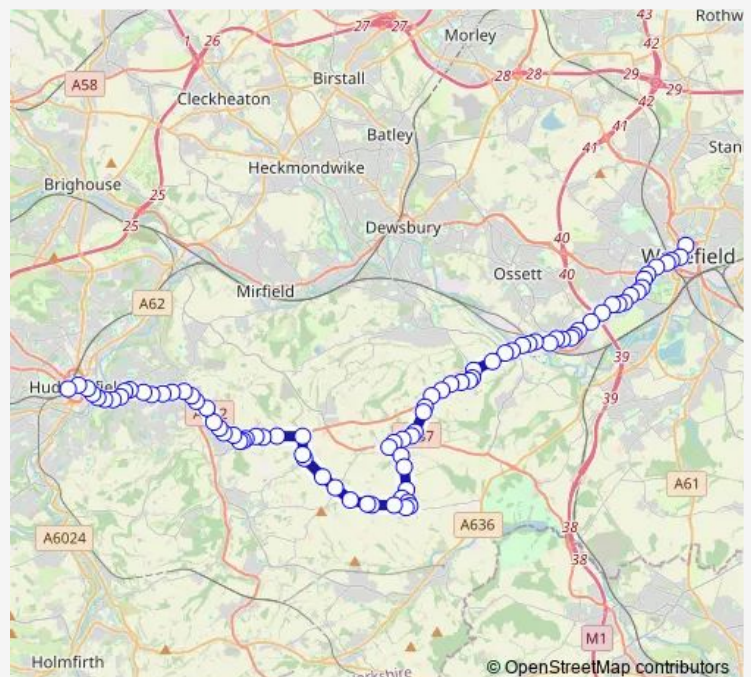 43
Rothw
1
26
27
27
Morley
42
28
28
29
A58
Birstall
29
Cleckheaton
42
41
Batley
41
Stan
Heckmondwike
Brighouse
25
25
Dewsbury
40
Ossett
40
Mirfield
A62
39
39
A61
A636
A6024
38
38
M1
Holmfirth
© OpenStreetMap contributors